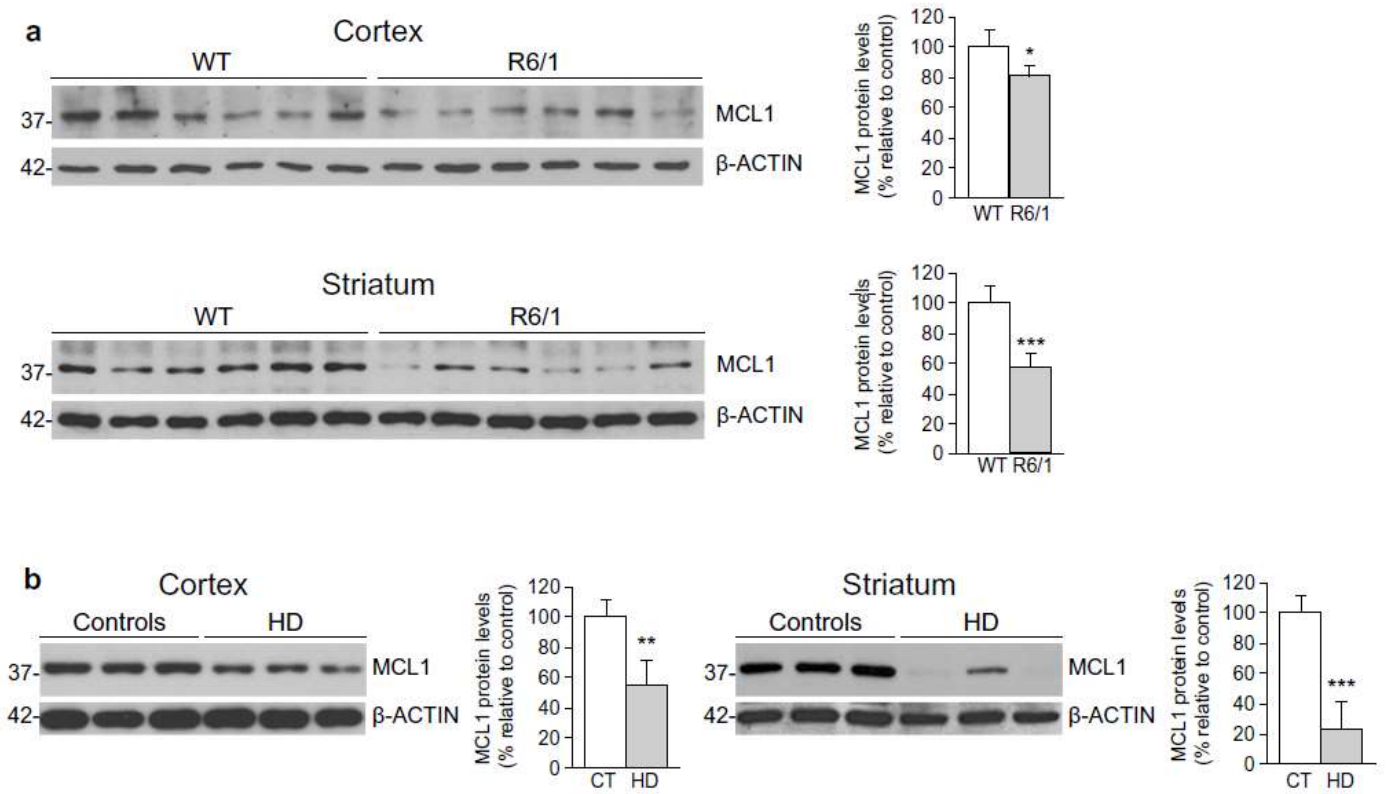 a
Cortex
WT R6/1
37- MCL1
42- β-ACTIN
MCL1 protein levels
(% relative to control)
120
100
80
60
40
20
0
*
WT R6/1
Striatum
WT R6/1
37- MCL1
42- β-ACTIN
MCL1 protein levels
(% relative to control)
120
100
80
60
40
20
0
***
WT R6/1
b
Cortex
Controls HD
37- MCL1
42- β-ACTIN
MCL1 protein levels
(% relative to control)
120
100
80
60
40
20
0
**
CT HD
Striatum
Controls HD
37- MCL1
42- β-ACTIN
MCL1 protein levels
(% relative to control)
120
100
80
60
40
20
0
***
CT HD